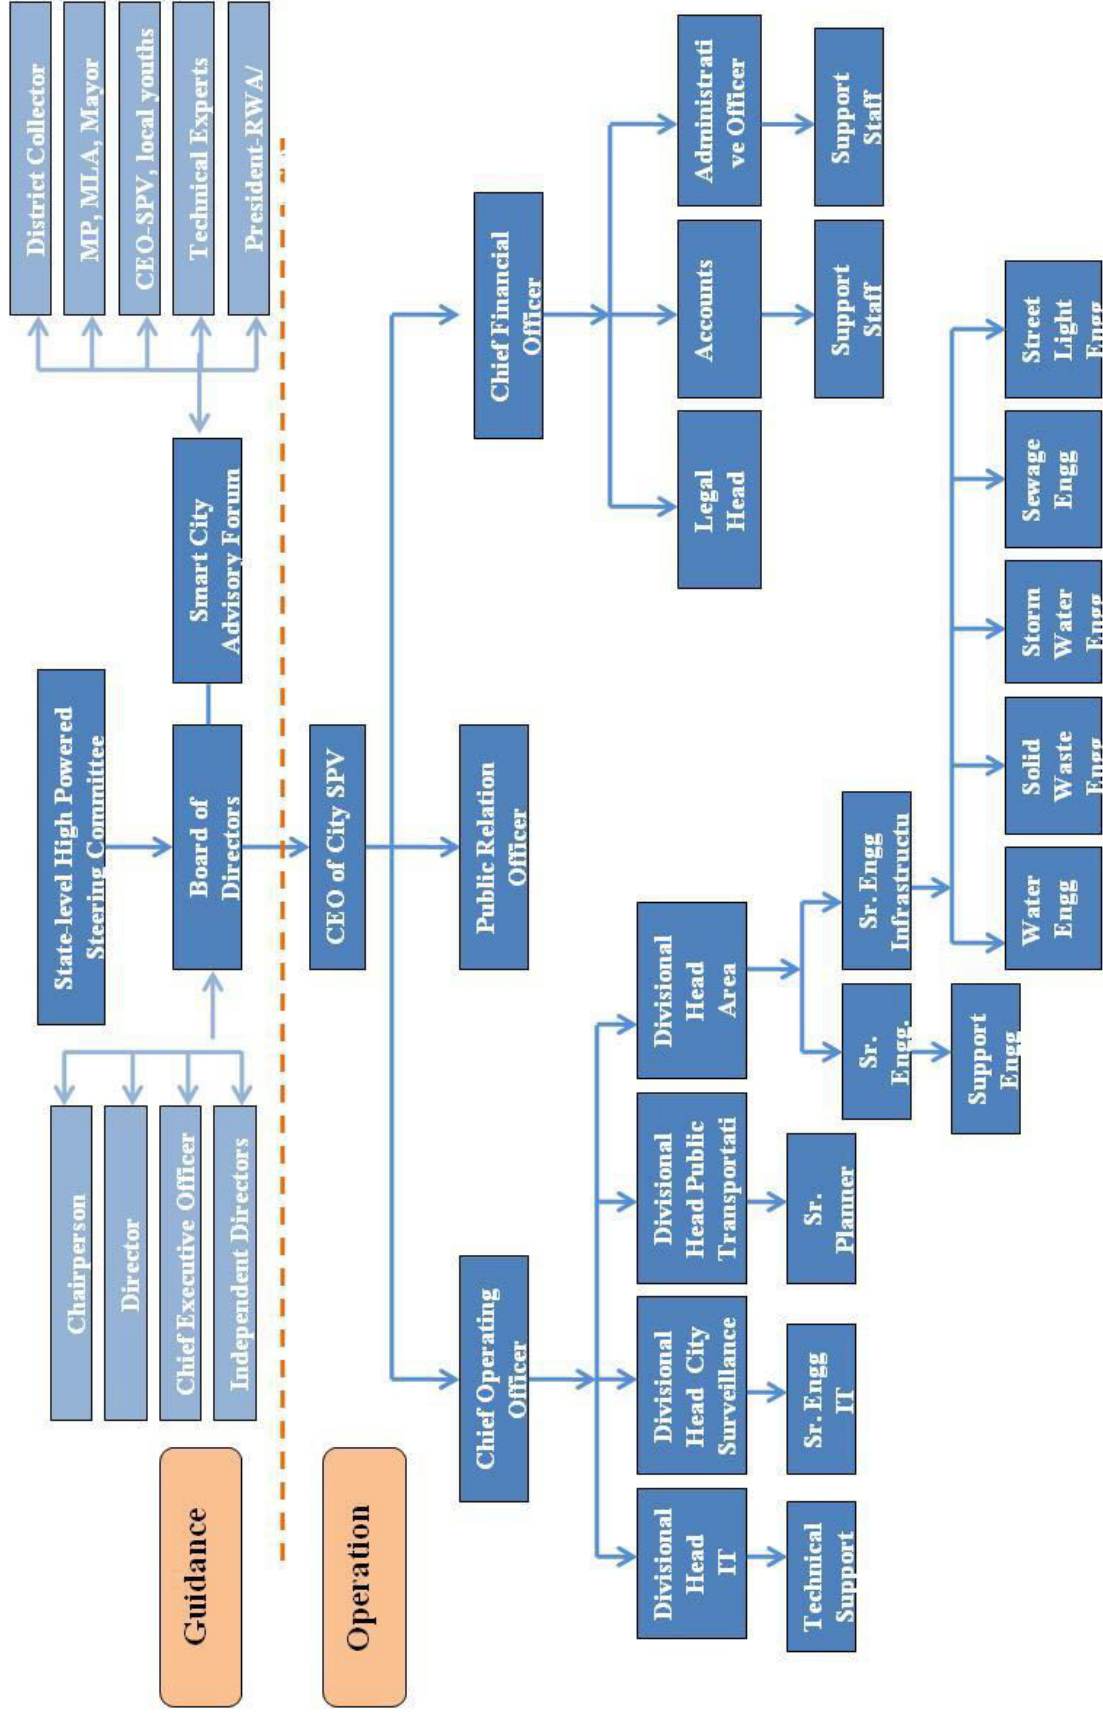 State-level High Powered
Steering Committee
Chairperson
Director
Chief Executive Officer
Independent Directors
Board of
Directors
Smart City
Advisory Forum
District Collector
MP, MLA, Mayor
CEO-SPV, local youths
Technical Experts
President-RWA/
Guidance
Operation
CEO of City SPV
Chief Operating
Officer
Public Relation
Officer
Chief Financial
Officer
Divisional
Head
IT
Divisional
Head City
Surveillance
Divisional
Head Public
Transportati
Divisional
Head
Area
Legal
Head
Accounts
Administrati
ve Officer
Technical
Support
Sr. Engg
IT
Sr.
Planner
Sr.
Engg.
Sr. Engg
Infrastructu
Support
Staff
Support
Staff
Support
Engg
Water
Engg
Solid
Waste
Engg
Storm
Water
Engg
Sewage
Engg
Street
Light
Engg